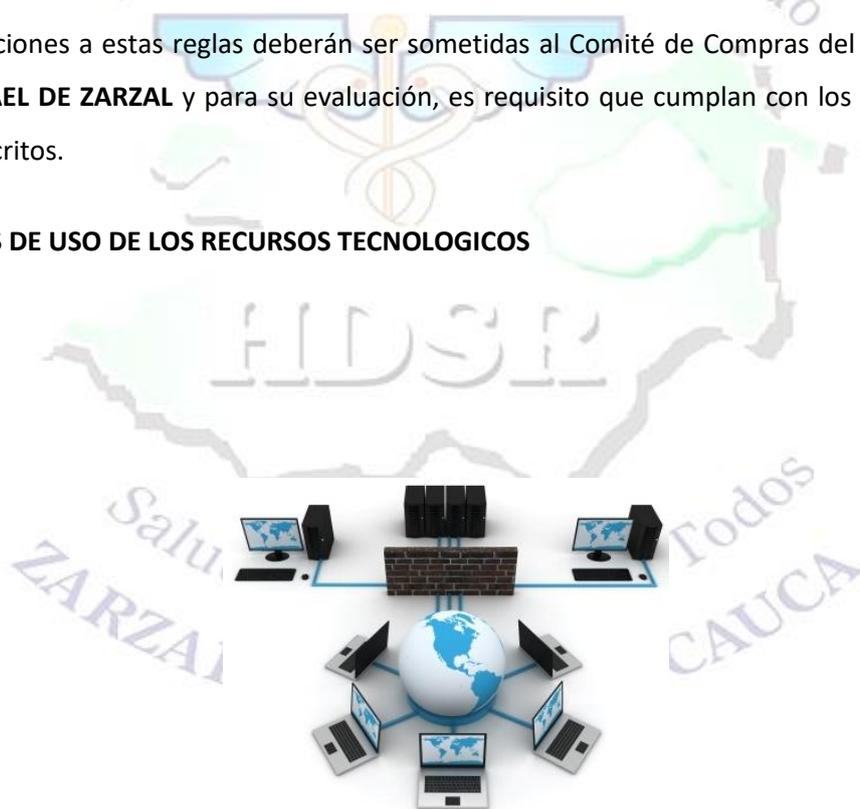 ciones a estas reglas deberán ser sometidas al Comité de Compras del
AEL DE ZARZAL y para su evaluación, es requisito que cumplan con los
critos.
S DE USO DE LOS RECURSOS TECNOLOGICOS
HDSR
Salu
Todos
ZARZAL
CAUCA